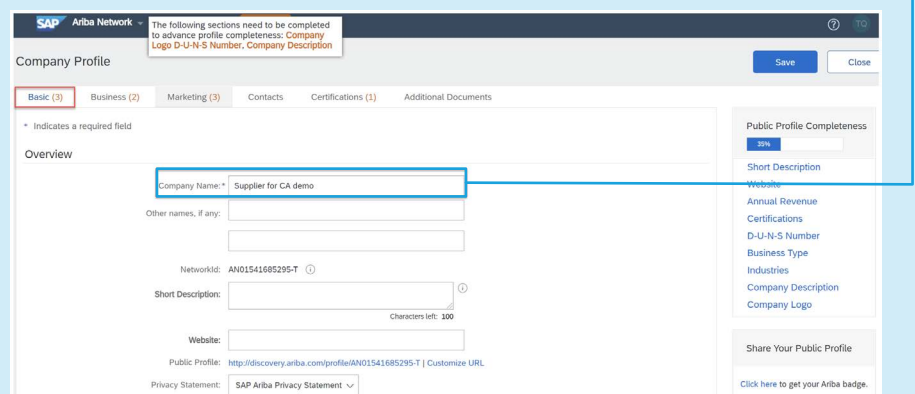 SAP Ariba Network
The following sections need to be completed
to advance profile completeness: Company
Logo D-U-N-S Number, Company Description
? TQ
Company Profile
Save
Close
Basic (3)
Business (2)
Marketing (3)
Contacts
Certifications (1)
Additional Documents
* Indicates a required field
Overview
Company Name:* Supplier for CA demo
Other names, if any:
NetworkId: AN01541685295-T
Short Description:
Characters left: 100
Website:
Public Profile: http://discovery.ariba.com/profile/AN01541685295-T | Customize URL
Privacy Statement: SAP Ariba Privacy Statement
Public Profile Completeness
35%
Short Description
Website
Annual Revenue
Certifications
D-U-N-S Number
Business Type
Industries
Company Description
Company Logo
Share Your Public Profile
Click here to get your Ariba badge.